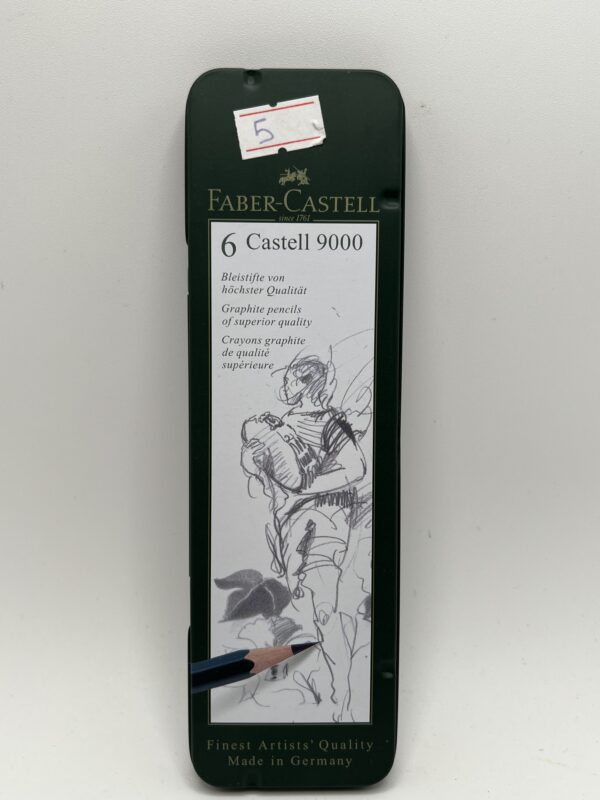 5
FABER-CASTELL
since 1761
6 Castell 9000
Bleistifte von
höchster Qualität
Graphite pencils
of superior quality
Crayons graphite
de qualité
supérieure
Finest Artists' Quality
Made in Germany